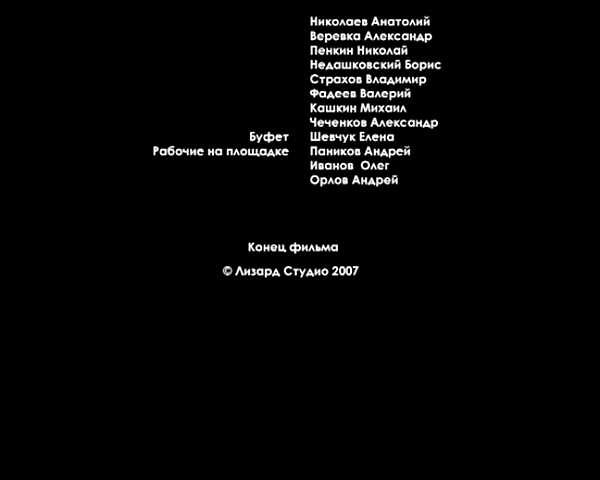 Николаев Анатолий
Веревка Александр
Пенкин Николай
Недашковский Борис
Страхов Владимир
Фадеев Валерий
Кашкин Михаил
Чеченков Александр
Буфет Шевчук Елена
Рабочие на площадке Паников Андрей
Иванов Олег
Орлов Андрей
Конец фильма
© Лизард Студио 2007